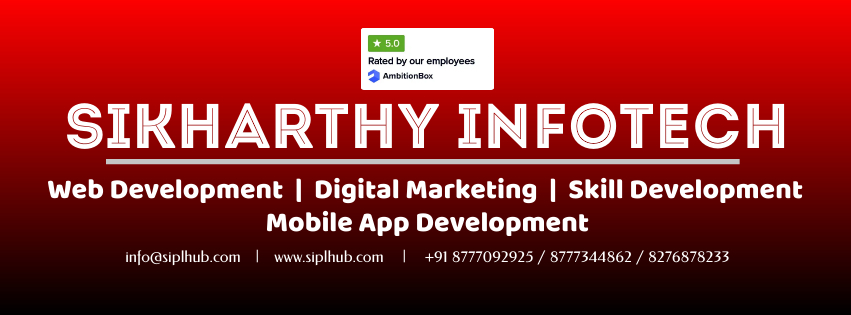 ★ 5.0
Rated by our employees
AmbitionBox
SIKHARTHY INFOTECH
Web Development | Digital Marketing | Skill Development
Mobile App Development
info@siplhub.com | www.siplhub.com | +91 8777092925 / 8777344862 / 8276878233